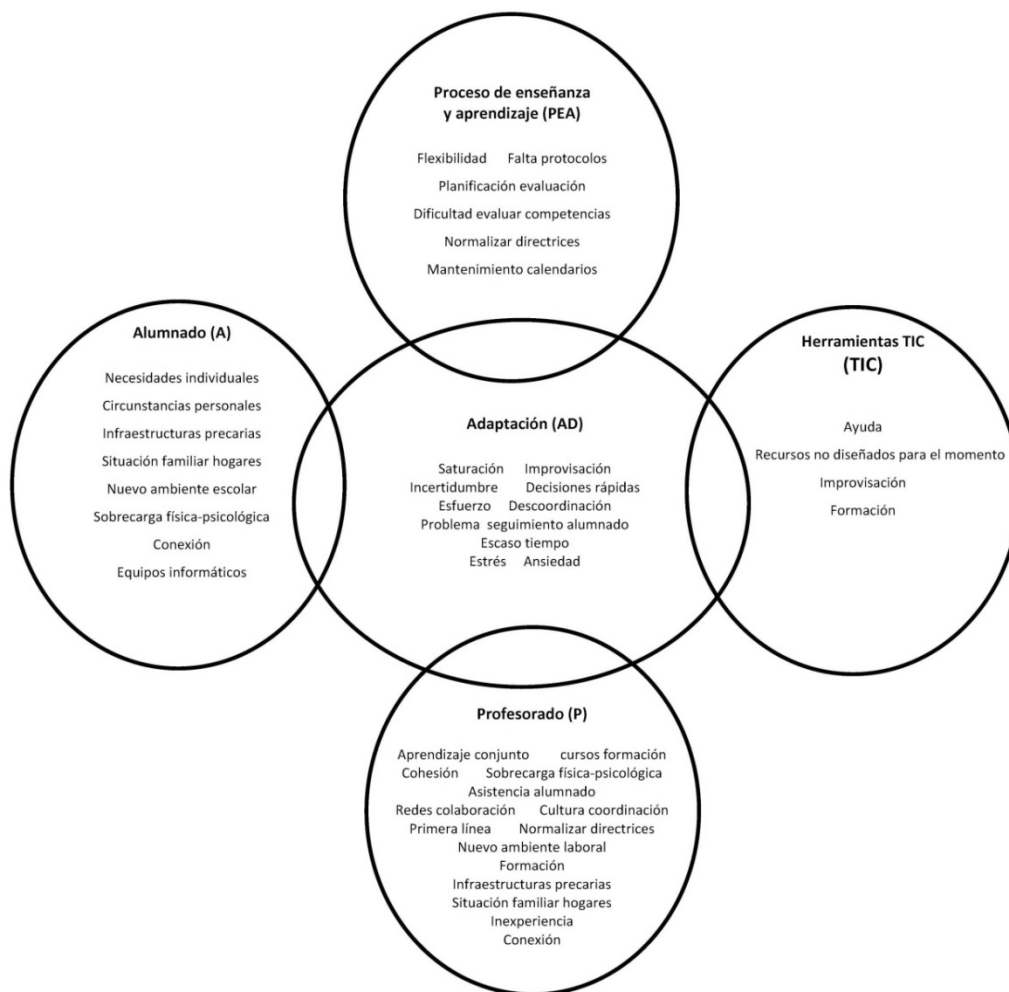 Proceso de enseñanza
y aprendizaje (PEA)
Flexibilidad Falta protocolos
Planificación evaluación
Dificultad evaluar competencias
Normalizar directrices
Mantenimiento calendarios
Alumnado (A)
Necesidades individuales
Circunstancias personales
Infraestructuras precarias
Situación familiar hogares
Nuevo ambiente escolar
Sobrecarga física-psicológica
Conexión
Equipos informáticos
Adaptación (AD)
Saturación Improvisación
Incertidumbre Decisiones rápidas
Esfuerzo Descoordinación
Problema seguimiento alumnado
Escaso tiempo
Estrés Ansiedad
Herramientas TIC
(TIC)
Ayuda
Recursos no diseñados para el momento
Improvisación
Formación
Profesorado (P)
Aprendizaje conjunto cursos formación
Cohesión Sobrecarga física-psicológica
Asistencia alumnado
Redes colaboración Cultura coordinación
Primera línea Normalizar directrices
Nuevo ambiente laboral
Formación
Infraestructuras precarias
Situación familiar hogares
Inexperiencia
Conexión